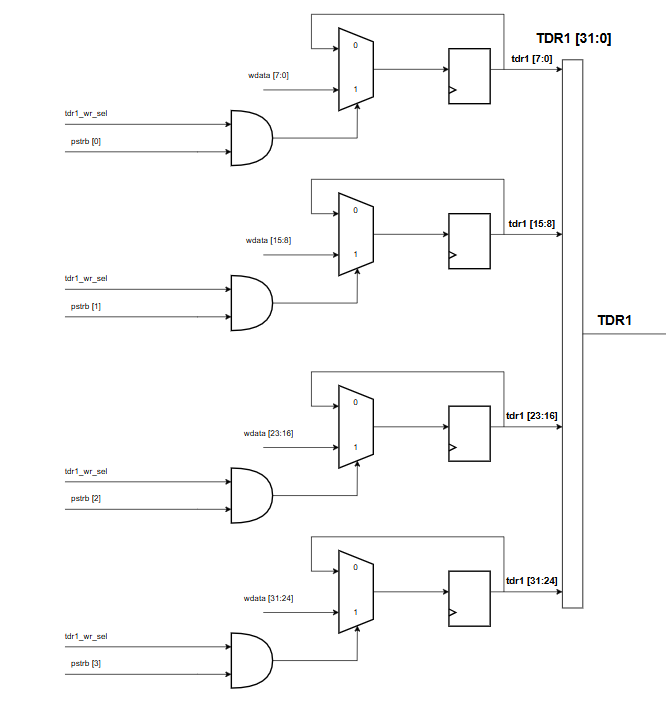 TDR1 [31:0]
0
tdr1 [7:0]
wdata [7:0]
1
tdr1_wr_sel
pstrb [0]
0
tdr1 [15:8]
wdata [15:8]
1
tdr1_wr_sel
pstrb [1]
TDR1
0
tdr1 [23:16]
wdata [23:16]
1
tdr1_wr_sel
pstrb [2]
0
tdr1 [31:24]
wdata [31:24]
1
tdr1_wr_sel
pstrb [3]